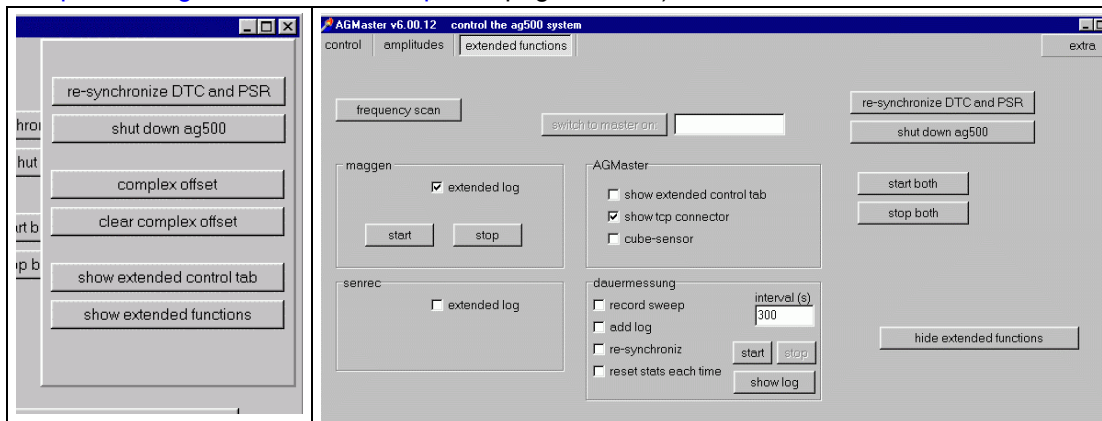 re-synchronize DTC and PSR
shut down ag500
complex offset
clear complex offset
show extended control tab
show extended functions
AGMaster v6.00.12 control the ag500 system
control amplitudes extended functions extra
frequency scan
switch to master on:
re-synchronize DTC and PSR
shut down ag500
maggen
extended log
start stop
AGMaster
show extended control tab
show tcp connector
cube-sensor
start both
stop both
senrec
extended log
dauermessung
record sweep
interval (s)
300
add log
re-synchroniz
start stop
reset stats each time
show log
hide extended functions